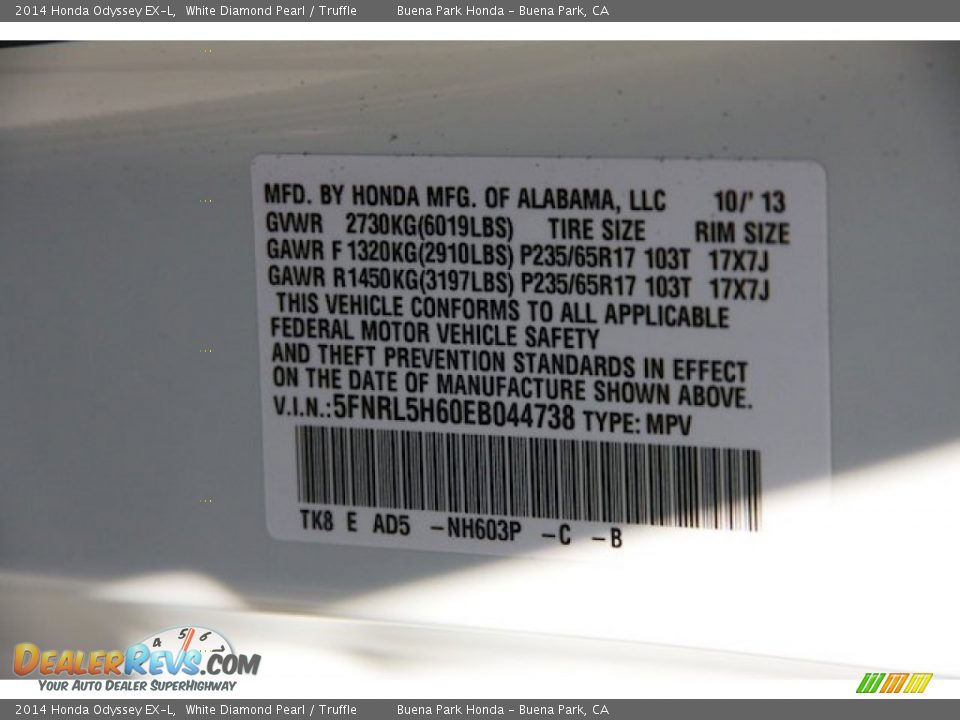 2014 Honda Odyssey EX-L, White Diamond Pearl / Truffle Buena Park Honda - Buena Park, CA
MFD. BY HONDA MFG. OF ALABAMA, LLC 10/' 13
GVWR 2730KG(6019LBS) TIRE SIZE RIM SIZE
GAWR F 1320KG(2910LBS) P235/65R17 103T 17X7J
GAWR R1450KG(3197LBS) P235/65R17 103T 17X7J
THIS VEHICLE CONFORMS TO ALL APPLICABLE
FEDERAL MOTOR VEHICLE SAFETY
AND THEFT PREVENTION STANDARDS IN EFFECT
ON THE DATE OF MANUFACTURE SHOWN ABOVE.
V.I.N.:5FNRL5H60EB044738 TYPE: MPV
TK8 E AD5 -NH603P -C -B
4 5 6
DealerRevs.com
Your Auto Dealer SuperHighway
2014 Honda Odyssey EX-L, White Diamond Pearl / Truffle Buena Park Honda - Buena Park, CA